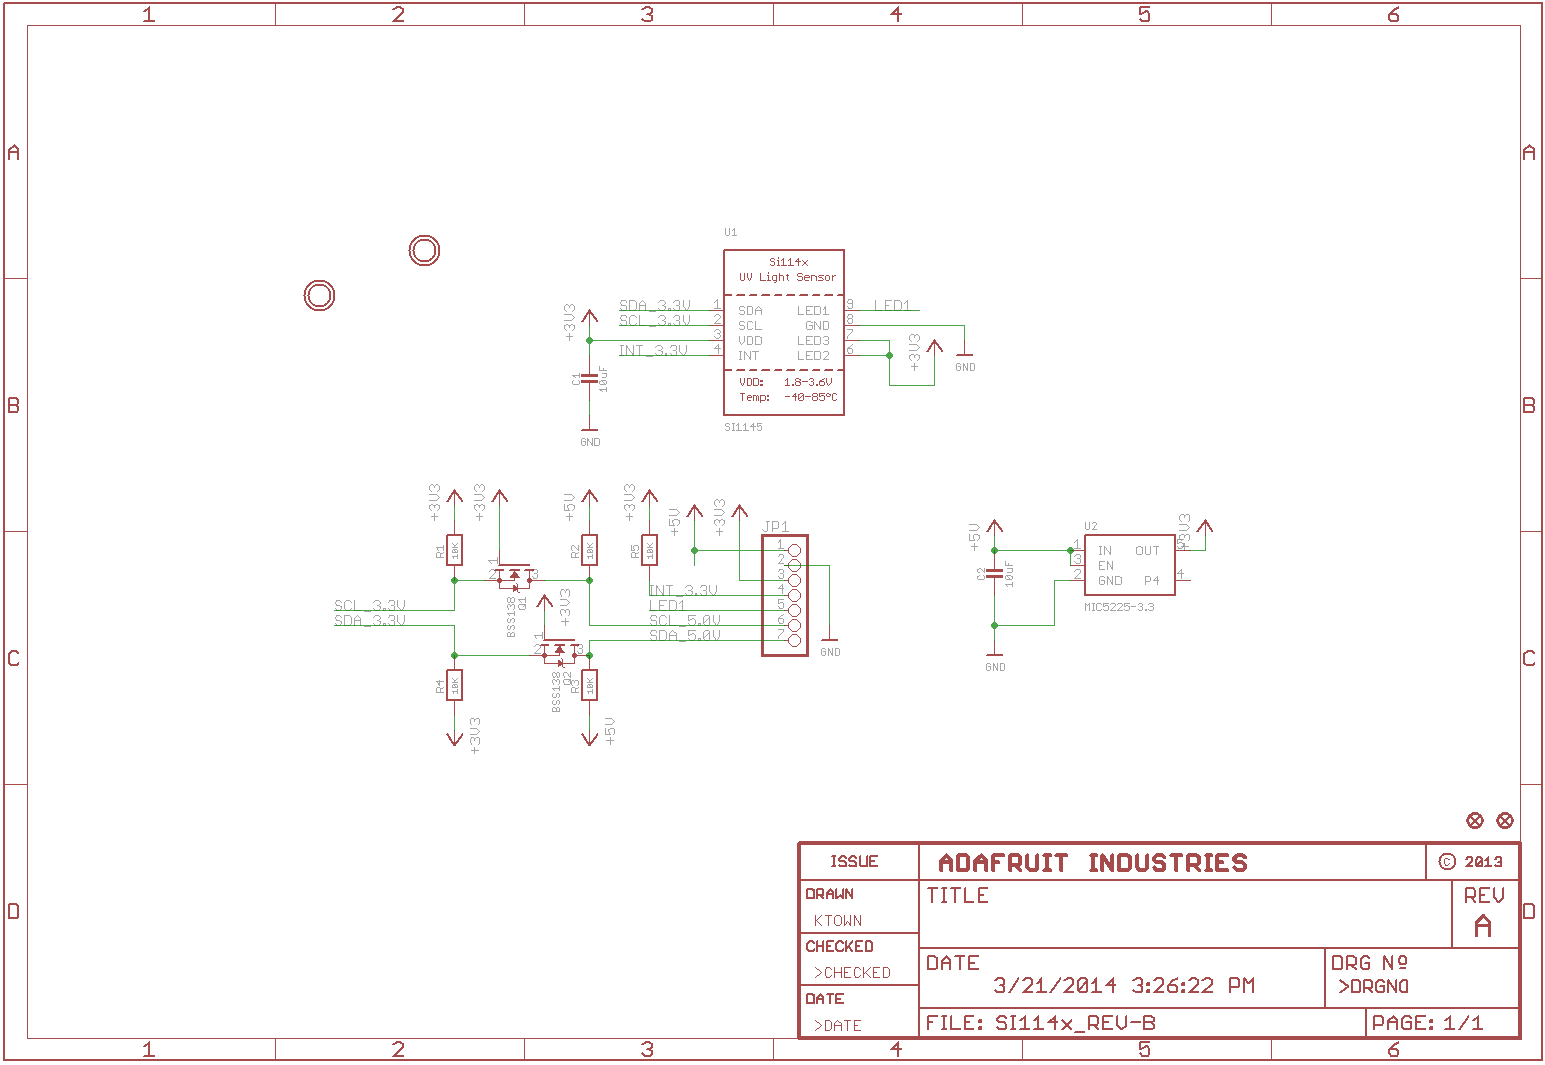 1 2 3 4 5 6
A A
B B
C C
D D
U1
Si114x
UV Light Sensor
SDA_3.3V 1 SDA LED1 9 LED1
SCL_3.3V 2 SCL GND 8
3 VDD LED3 7
INT_3.3V 4 INT LED2 6
+3V3
+3V3
GND
C1
10uF
VDD: 1.8-3.6V
Temp: -40-85°C
SI1145
GND
+3V3 +3V3 +5V +3V3 +5V +3V3
JP1
R1 10K
R2 10K
R5 10K
1
2
3
4
5
6
7
1 2 3
BSS138
Q1
+3V3
SCL_3.3V
SDA_3.3V
INT_3.3V
LED1
SCL_5.0V
SDA_5.0V
GND
1 2 3
BSS138
Q2
R4 10K
R3 10K
+3V3
+5V
+5V
+3V3
U2
1 IN OUT 5
3 EN
2 GND P4 4
MIC5225-3.3
C2
10uF
GND
ISSUE
ADAFRUIT INDUSTRIES
© 2013
DRAWN
KTOWN
TITLE
REV
A
CHECKED
>CHECKED
DATE
3/21/2014 3:26:22 PM
DRG Nº
>DRGNO
DATE
>DATE
FILE: SI114x_REV-B
PAGE: 1/1
1 2 3 4 5 6